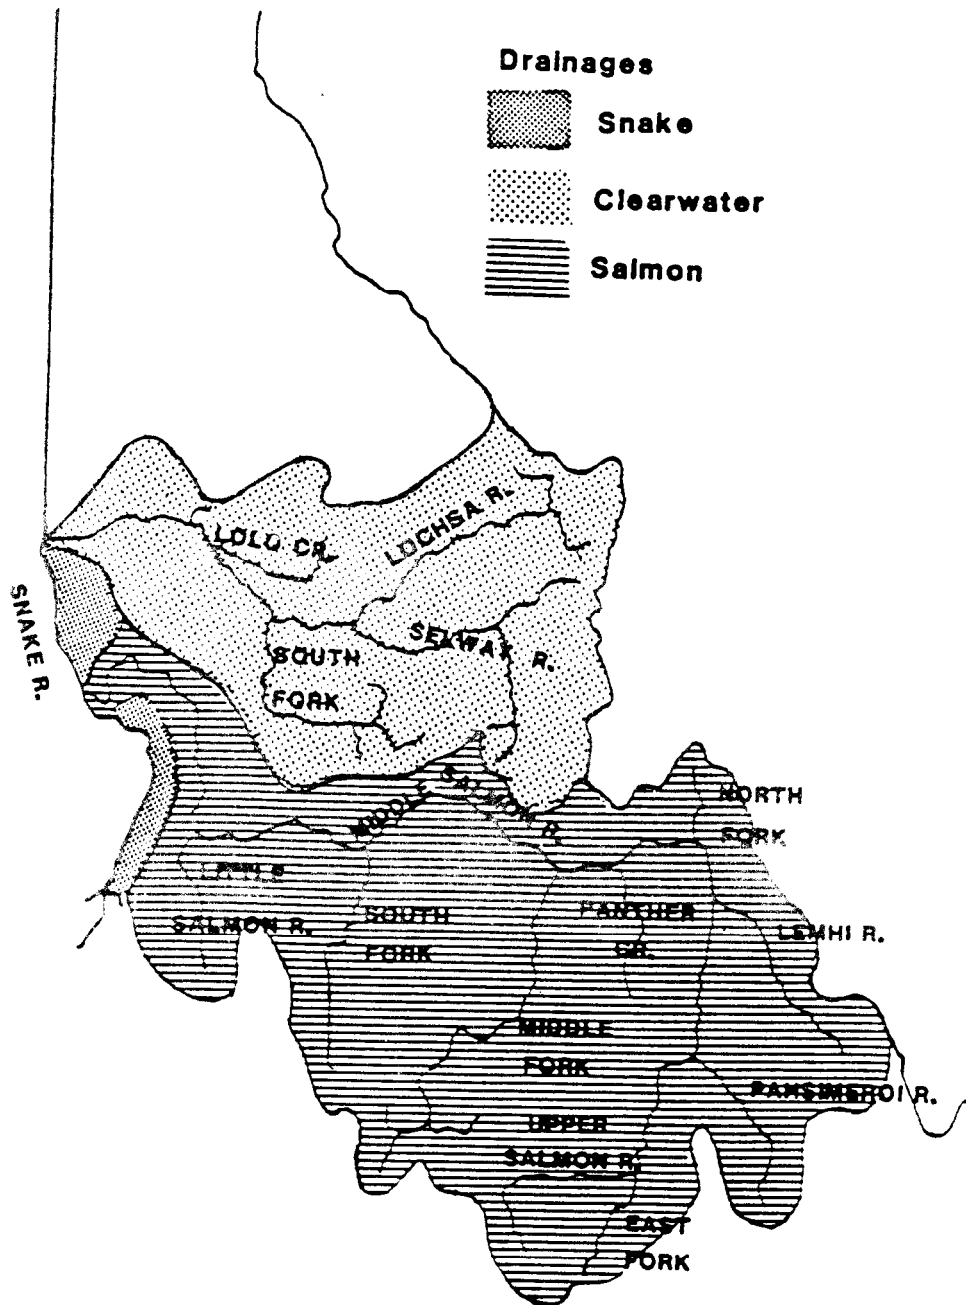 Drainages
Snake
Clearwater
Salmon
LOLO CR.
LOCHSA R.
SNAKE R.
SELWAY R.
SOUTH
FORK
MIDDLE SALMON R.
NORTH
FORK
LITTLE
SALMON R.
SOUTH
FORK
PANTHER
CR.
LEMHI R.
MIDDLE
FORK
PAHSIMEROI R.
UPPER
SALMON R.
EAST
FORK